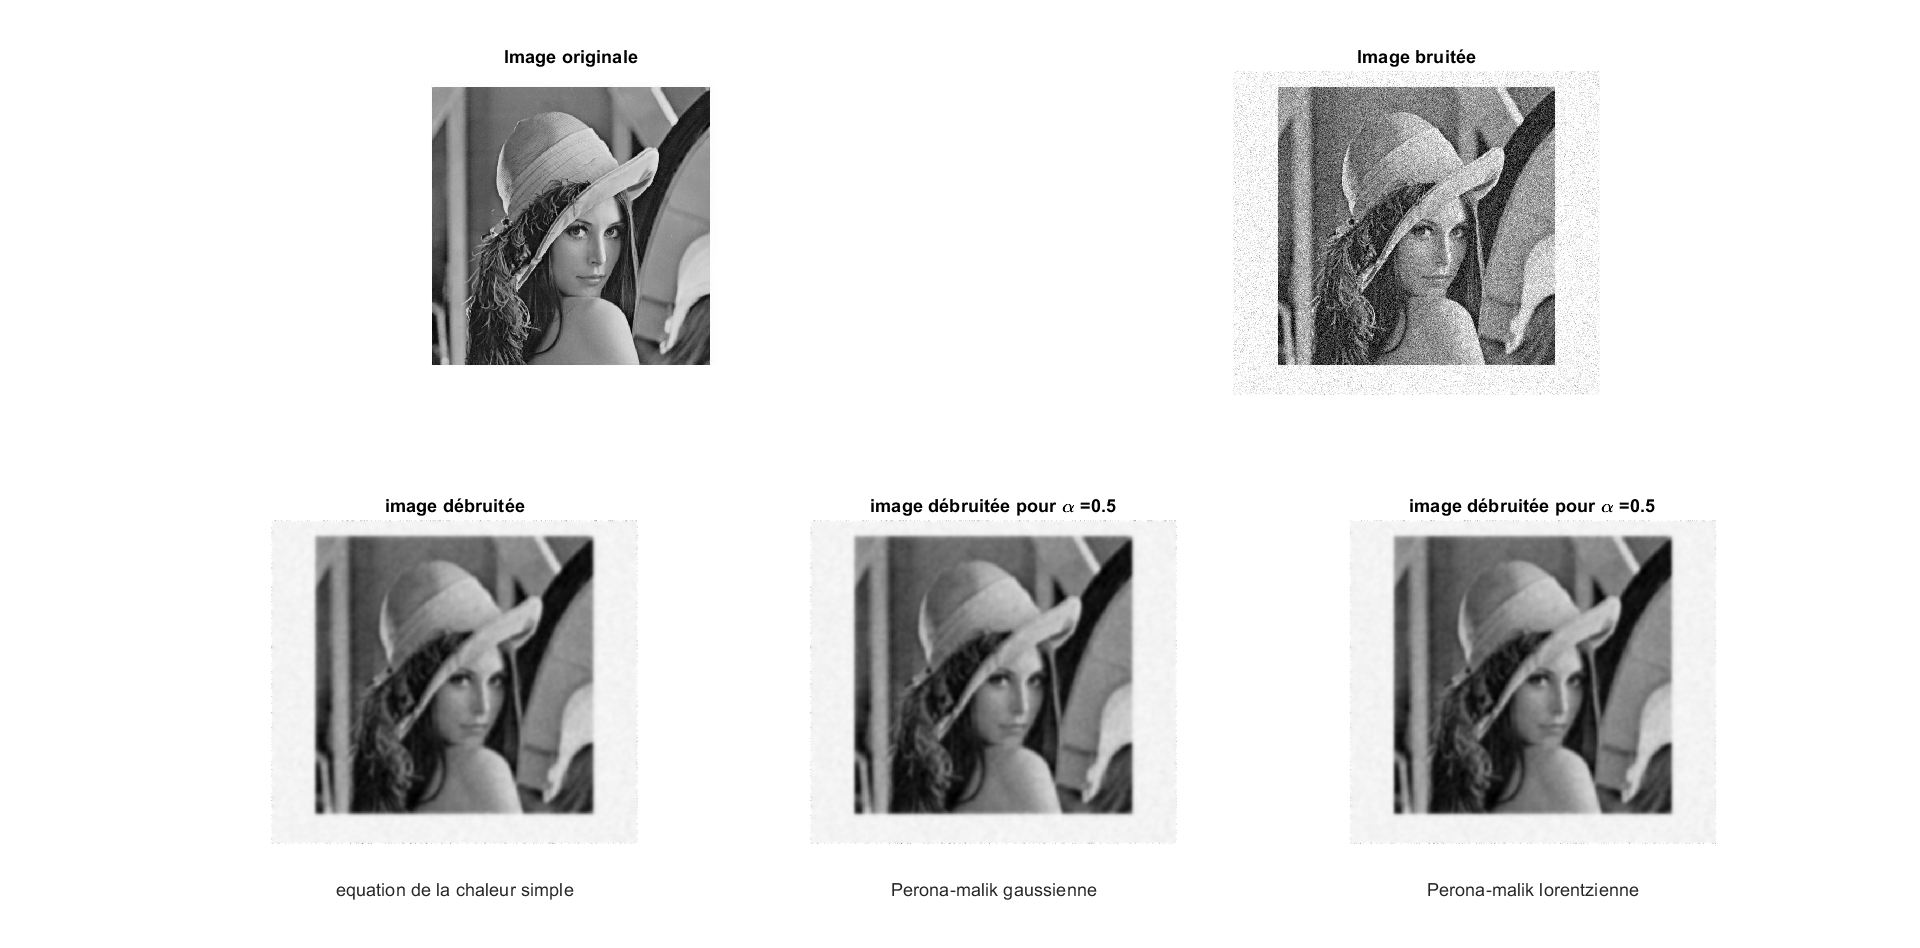 Image originale
Image bruitée
image débruitée
image débruitée pour α =0.5
image débruitée pour α =0.5
equation de la chaleur simple
Perona-malik gaussienne
Perona-malik lorentzienne